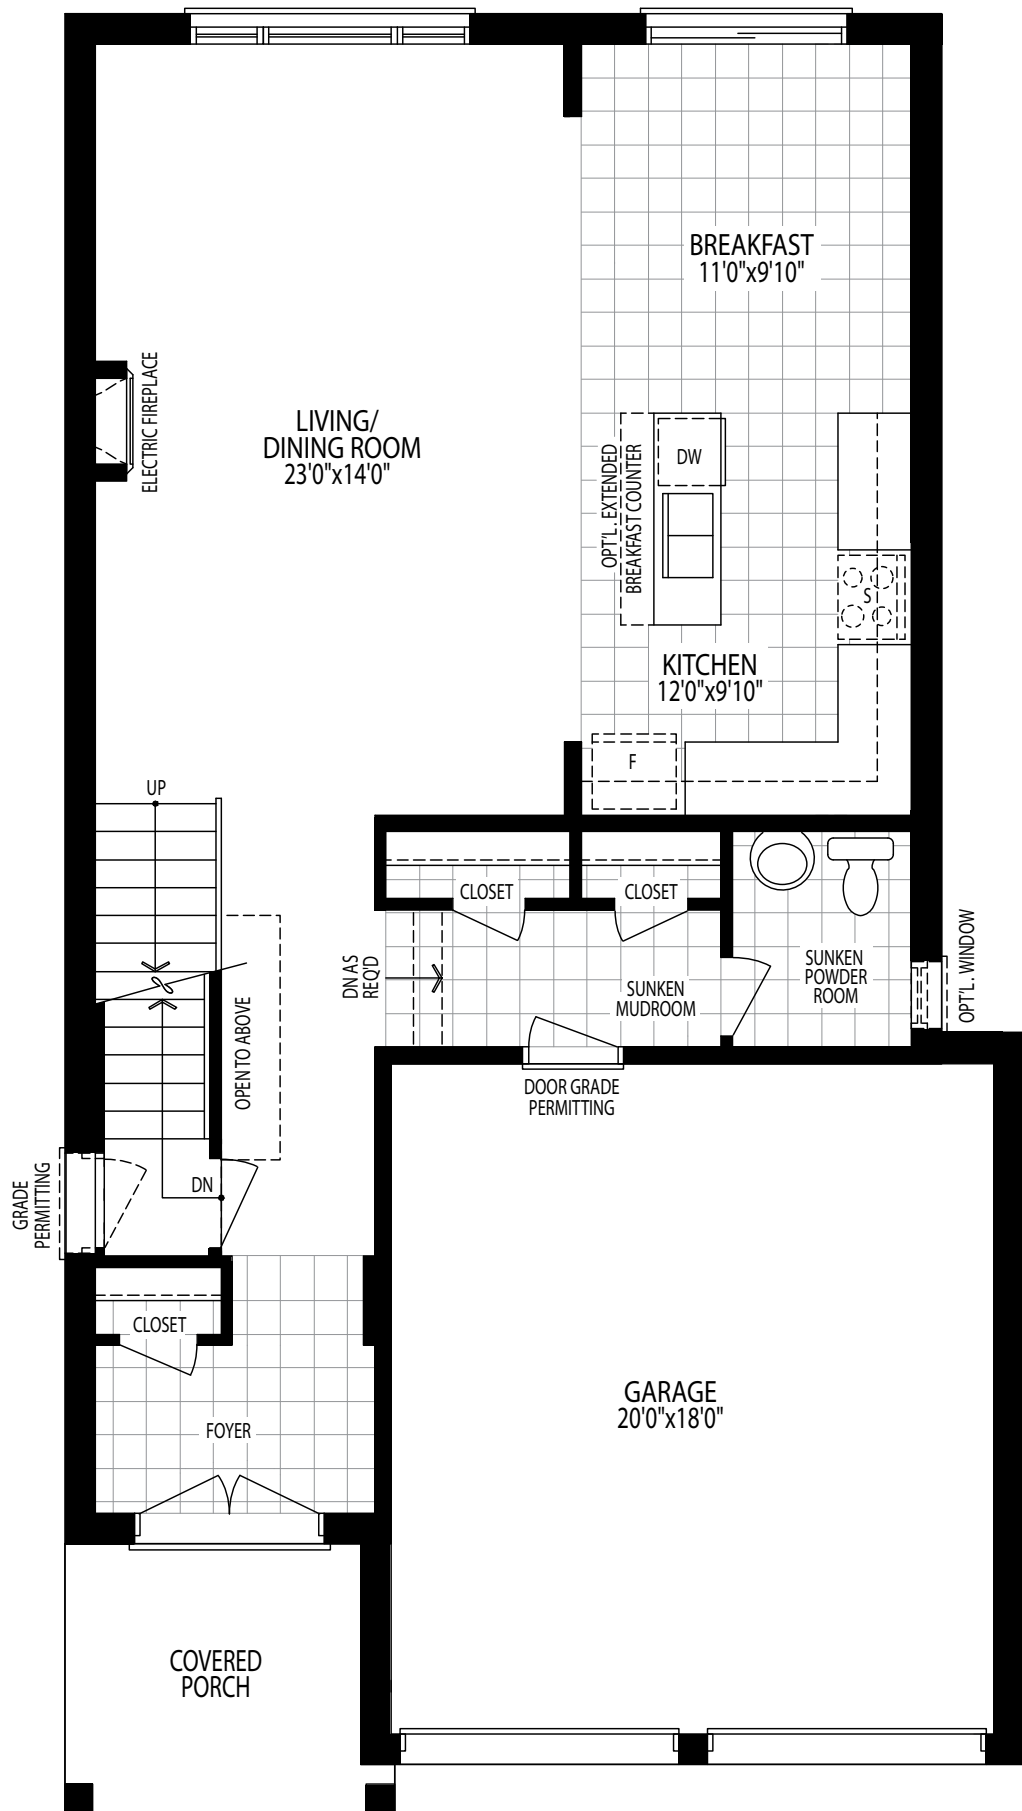 BREAKFAST
11'0"x9'10"
ELECTRIC FIREPLACE
LIVING/
DINING ROOM
23'0"x14'0"
OPT'L. EXTENDED
BREAKFAST COUNTER
DW
S
KITCHEN
12'0"x9'10"
F
UP
CLOSET
CLOSET
DN AS
REQ'D
SUNKEN
MUDROOM
SUNKEN
POWDER
ROOM
OPT'L. WINDOW
OPEN TO ABOVE
DOOR GRADE
PERMITTING
GRADE
PERMITTING
DN
CLOSET
FOYER
GARAGE
20'0"x18'0"
COVERED
PORCH